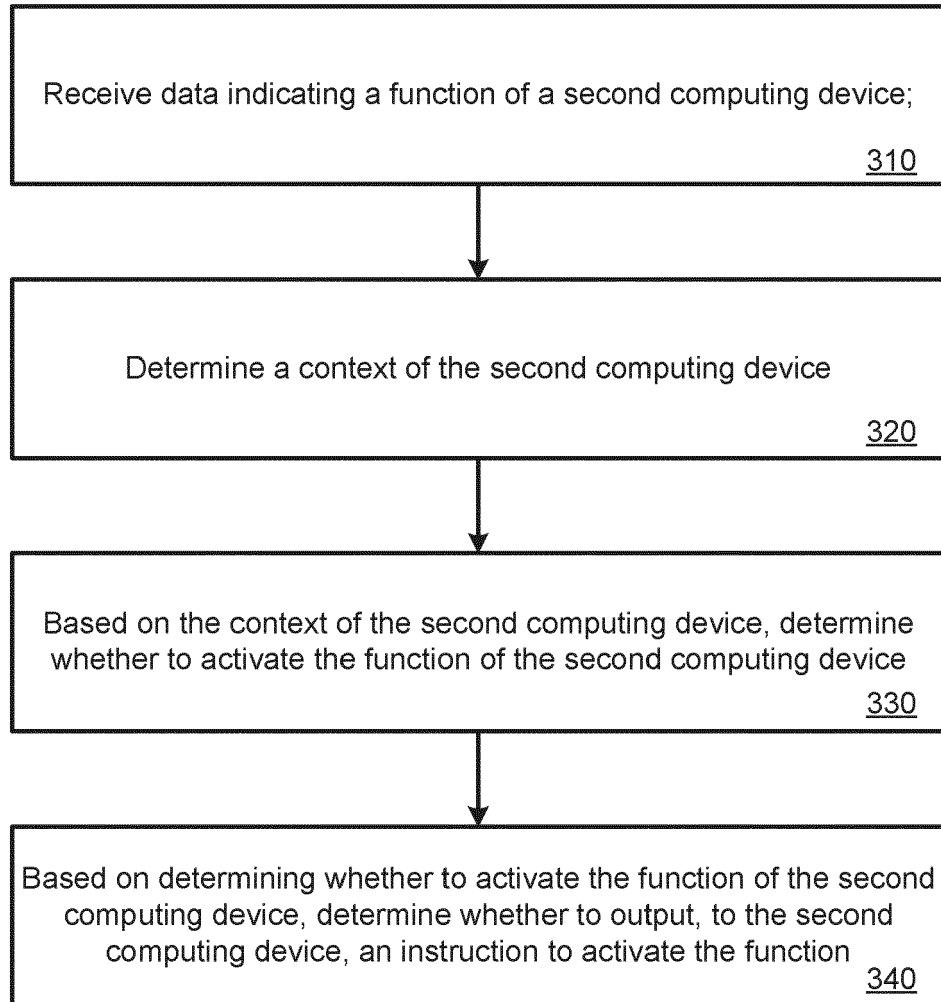 Receive data indicating a function of a second computing device;
310
Determine a context of the second computing device
320
Based on the context of the second computing device, determine
whether to activate the function of the second computing device
330
Based on determining whether to activate the function of the second
computing device, determine whether to output, to the second
computing device, an instruction to activate the function
340